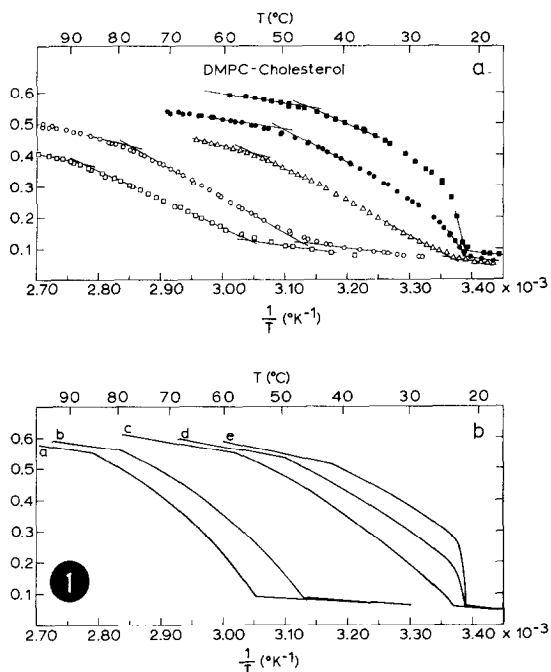 T (°C)
90 80 70 60 50 40 30 20
DMPC-Cholesterol
a
0.6
0.5
0.4
0.3
0.2
0.1
2.70 2.80 2.90 3.00 3.10 3.20 3.30 3.40 × 10⁻³
1/T (°K⁻¹)
T (°C)
90 80 70 60 50 40 30 20
b
0.6
0.5
0.4
0.3
0.2
0.1
a
b
c
d
e
1
2.70 2.80 2.90 3.00 3.10 3.20 3.30 3.40 × 10⁻³
1/T (°K⁻¹)